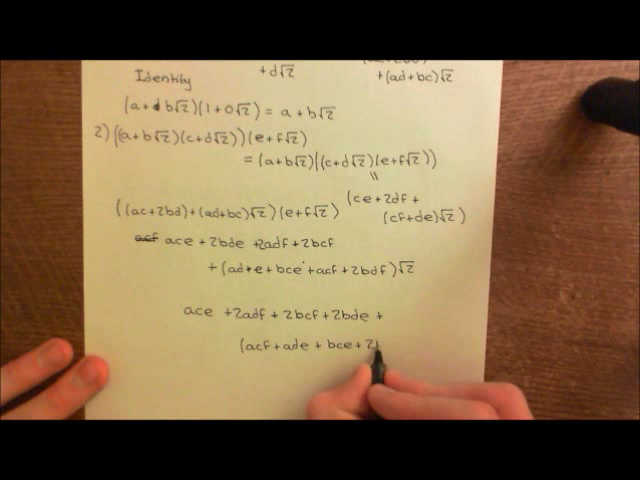 +d√2
+(ad+bc)√2
Identity
(a+b√2)(1+0√2) = a+b√2
2) ((a+b√2)(c+d√2))(e+f√2)
= (a+b√2)((c+d√2)(e+f√2))
=
((ac+2bd)+(ad+bc)√2)(e+f√2) (ce+2df+
(cf+de)√2)
ace + 2bde + 2adf + 2bcf
+ (ade + bce + acf + 2bdf)√2
ace + 2adf + 2bcf + 2bde +
(acf + ade + bce + 2